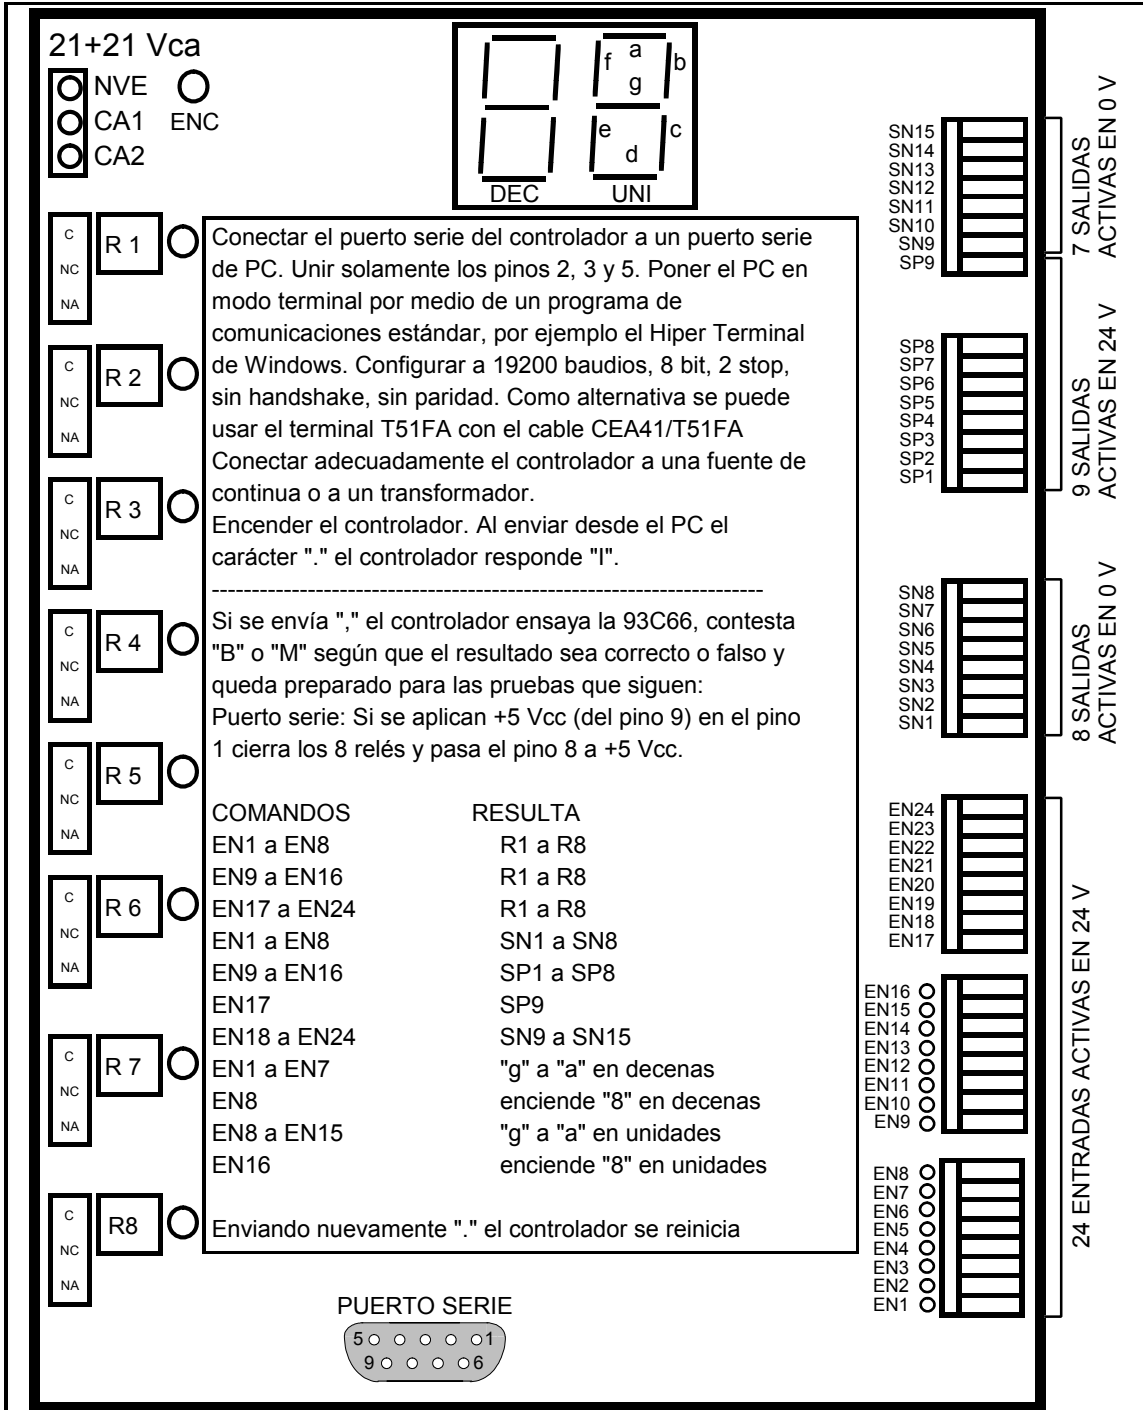 21+21 Vca
NVE
CA1
CA2
ENC
a
f
b
g
e
c
d
DEC
UNI
C
NC
NA
R 1
C
NC
NA
R 2
C
NC
NA
R 3
C
NC
NA
R 4
C
NC
NA
R 5
C
NC
NA
R 6
C
NC
NA
R 7
C
NC
NA
R8
Conectar el puerto serie del controlador a un puerto serie
de PC. Unir solamente los pinos 2, 3 y 5. Poner el PC en
modo terminal por medio de un programa de
comunicaciones estándar, por ejemplo el Hiper Terminal
de Windows. Configurar a 19200 baudios, 8 bit, 2 stop,
sin handshake, sin paridad. Como alternativa se puede
usar el terminal T51FA con el cable CEA41/T51FA
Conectar adecuadamente el controlador a una fuente de
continua o a un transformador.
Encender el controlador. Al enviar desde el PC el
carácter "." el controlador responde "I".
---------------------------------------------------------------------
Si se envía "," el controlador ensaya la 93C66, contesta
"B" o "M" según que el resultado sea correcto o falso y
queda preparado para las pruebas que siguen:
Puerto serie: Si se aplican +5 Vcc (del pino 9) en el pino
1 cierra los 8 relés y pasa el pino 8 a +5 Vcc.
COMANDOS RESULTA
EN1 a EN8 R1 a R8
EN9 a EN16 R1 a R8
EN17 a EN24 R1 a R8
EN1 a EN8 SN1 a SN8
EN9 a EN16 SP1 a SP8
EN17 SP9
EN18 a EN24 SN9 a SN15
EN1 a EN7 "g" a "a" en decenas
EN8 enciende "8" en decenas
EN8 a EN15 "g" a "a" en unidades
EN16 enciende "8" en unidades
Enviando nuevamente "." el controlador se reinicia
PUERTO SERIE
5 1
9 6
SN15
SN14
SN13
SN12
SN11
SN10
SN9
SP9
7 SALIDAS
ACTIVAS EN 0 V
SP8
SP7
SP6
SP5
SP4
SP3
SP2
SP1
9 SALIDAS
ACTIVAS EN 24 V
SN8
SN7
SN6
SN5
SN4
SN3
SN2
SN1
8 SALIDAS
ACTIVAS EN 0 V
EN24
EN23
EN22
EN21
EN20
EN19
EN18
EN17
EN16
EN15
EN14
EN13
EN12
EN11
EN10
EN9
EN8
EN7
EN6
EN5
EN4
EN3
EN2
EN1
24 ENTRADAS ACTIVAS EN 24 V